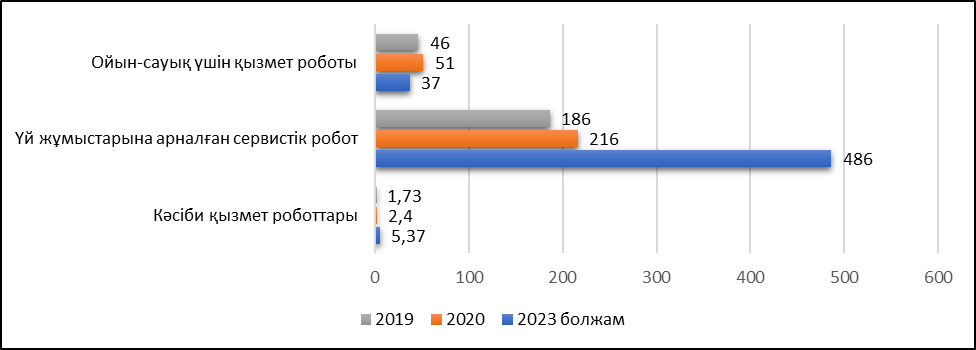 Ойын-сауық үшін қызмет роботы
46
51
37
Үй жұмыстарына арналған сервистік робот
186
216
486
Кәсіби қызмет роботтары
1,73
2,4
5,37
0 100 200 300 400 500 600
2019 2020 2023 болжам